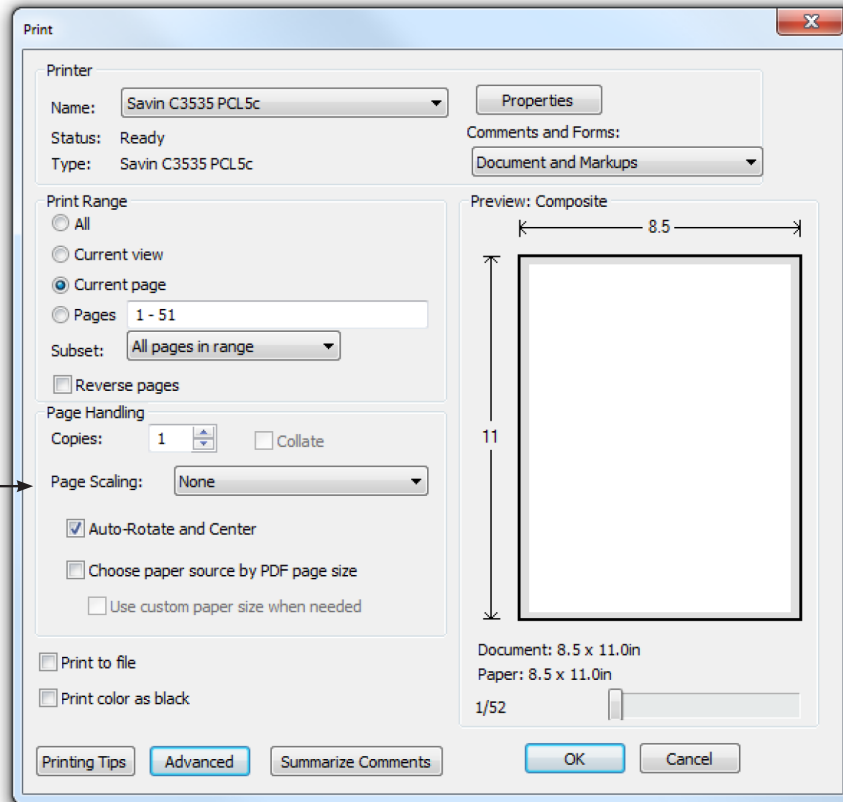 Print
X
Printer
Name: Savin C3535 PCL5c Properties
Status: Ready Comments and Forms:
Type: Savin C3535 PCL5c Document and Markups
Print Range
All
Current view
Current page
Pages 1 - 51
Subset: All pages in range
Reverse pages
Page Handling
Copies: 1 Collate
Page Scaling: None
Auto-Rotate and Center
Choose paper source by PDF page size
Use custom paper size when needed
Print to file
Print color as black
Preview: Composite
8.5
11
Document: 8.5 x 11.0in
Paper: 8.5 x 11.0in
1/52
Printing Tips Advanced Summarize Comments OK Cancel